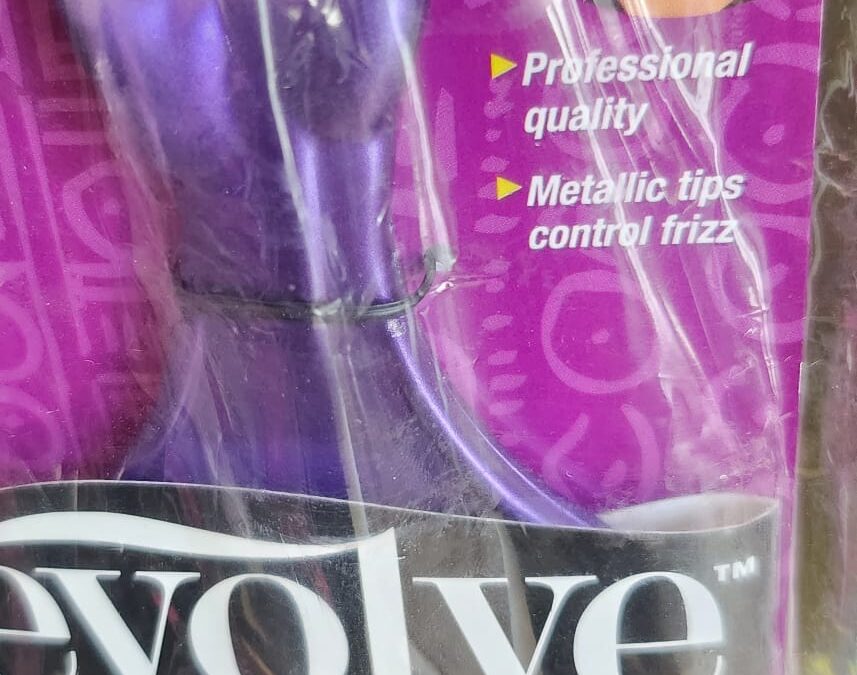 Professional
quality
Metallic tips
control frizz
evolve™